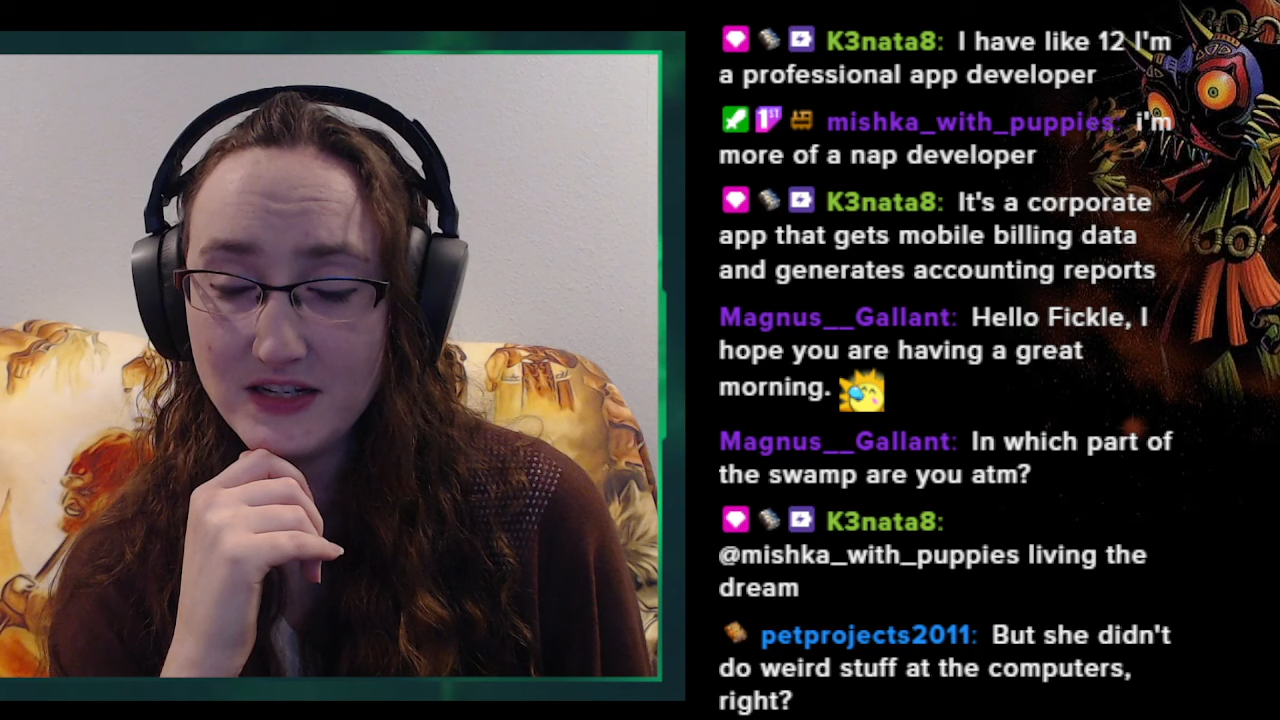 K3nata8: I have like 12 I'm
a professional app developer
1ST mishka_with_puppies: i'm
more of a nap developer
K3nata8: It's a corporate
app that gets mobile billing data
and generates accounting reports
Magnus__Gallant: Hello Fickle, I
hope you are having a great
morning.
Magnus__Gallant: In which part of
the swamp are you atm?
K3nata8:
@mishka_with_puppies living the
dream
petprojects2011: But she didn't
do weird stuff at the computers,
right?